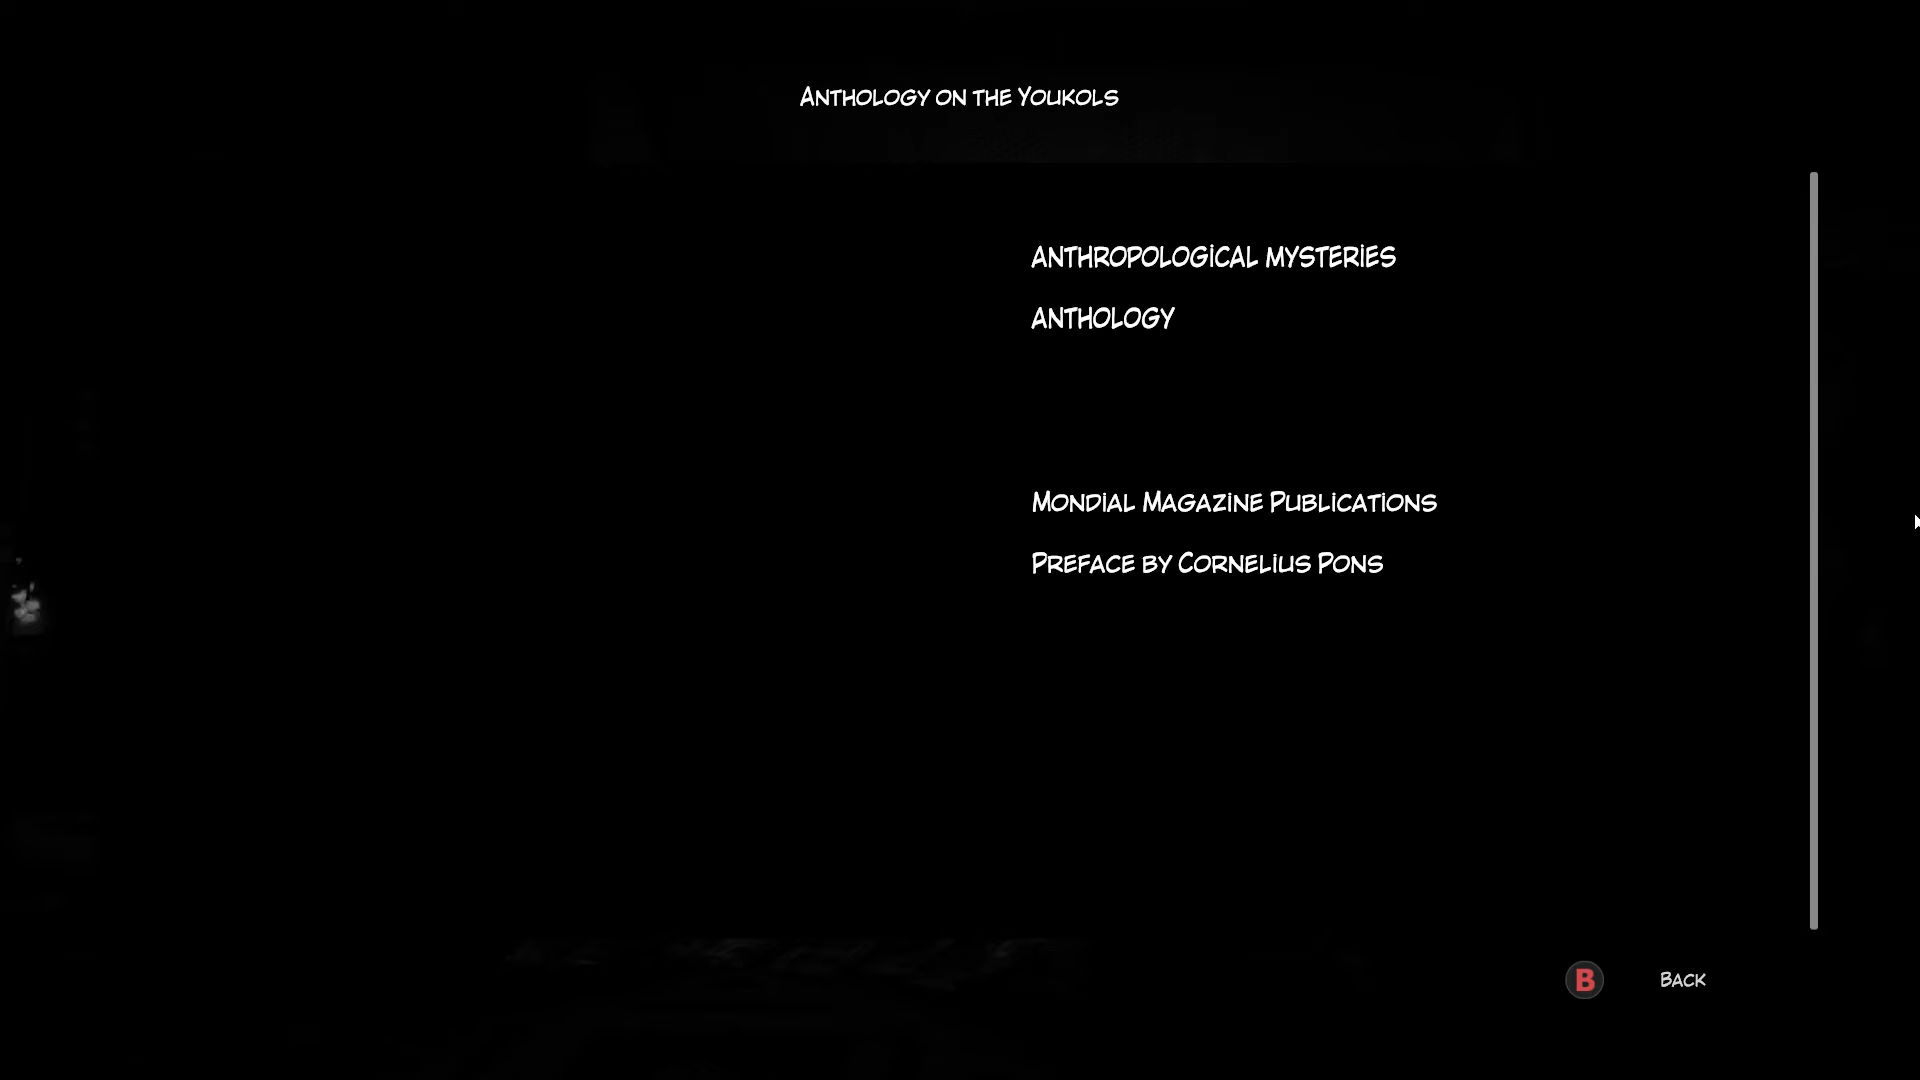 Anthology on the Youkols
ANTHROPOLOGICAL MYSTERIES
ANTHOLOGY
Mondial Magazine Publications
Preface by Cornelius Pons
B Back